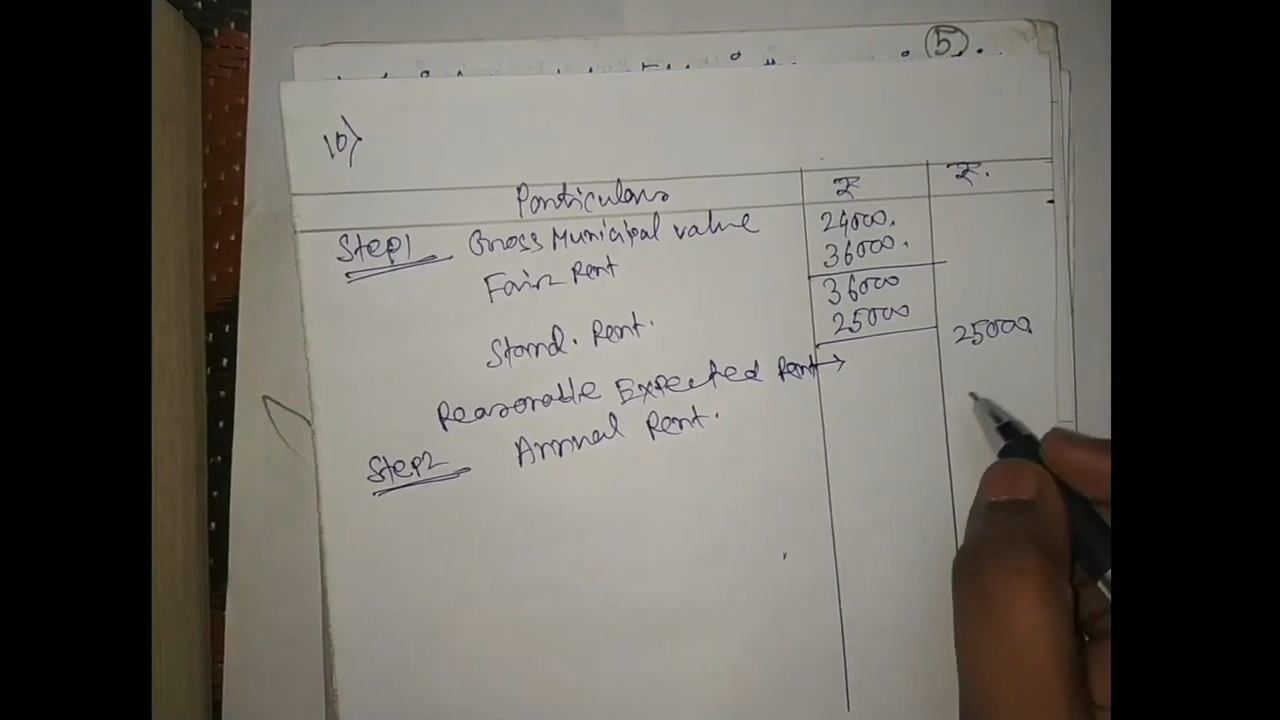 5
10)
Particulars ₹ ₹.
Step1 Gross Municipal value 24000.
Fair Rent 36000.
36000
Stand. Rent. 25000
Reasonable Expected Rent → 25000
Step2 Annual Rent.